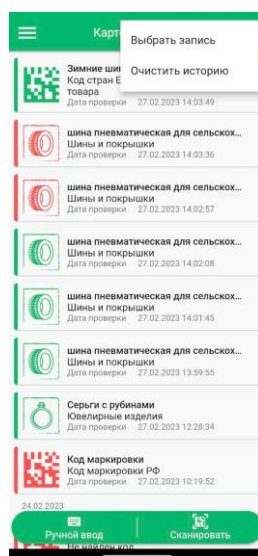 Карто
Выбрать запись
Очистить историю
Зимние шин
Код стран Е
товара
Дата проверки 27.02.2023 14:03:49
шина пневматическая для сельскох...
Шины и покрышки
Дата проверки 27.02.2023 14:03:36
шина пневматическая для сельскох...
Шины и покрышки
Дата проверки 27.02.2023 14:02:57
шина пневматическая для сельскох...
Шины и покрышки
Дата проверки 27.02.2023 14:02:08
шина пневматическая для сельскох...
Шины и покрышки
Дата проверки 27.02.2023 14:01:45
шина пневматическая для сельскох...
Шины и покрышки
Дата проверки 27.02.2023 13:59:55
Серьги с рубинами
Ювелирные изделия
Дата проверки 27.02.2023 12:28:34
Код маркировки
Код маркировки РФ
Дата проверки 27.02.2023 10:19:52
24.02.2023
Ручной ввод Сканировать
Не найден код